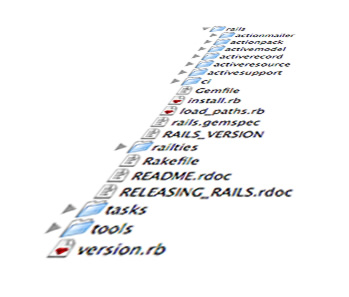 rails
actionmailer
actionpack
activemodel
activerecord
activeresource
activesupport
ci
Gemfile
install.rb
load_paths.rb
rails.gemspec
RAILS_VERSION
railties
Rakefile
README.rdoc
RELEASING_RAILS.rdoc
tasks
tools
version.rb